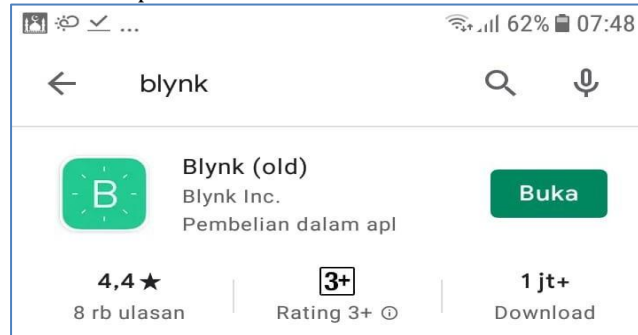 ... 62% 07:48
blynk
B
Blynk (old)
Blynk Inc.
Pembelian dalam apl
Buka
4,4★ 3+ 1 jt+
8 rb ulasan Rating 3+ Download